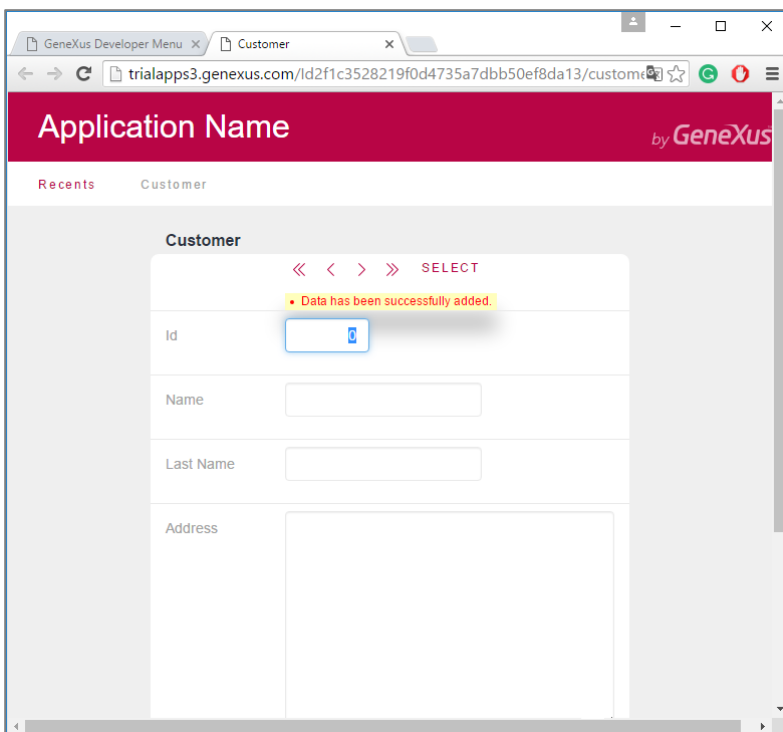 GeneXus Developer Menu
Customer
trialapps3.genexus.com/Id2f1c3528219f0d4735a7dbb50ef8da13/custome
Application Name
by GeneXus
Recents Customer
Customer
SELECT
Data has been successfully added.
Id 0
Name
Last Name
Address